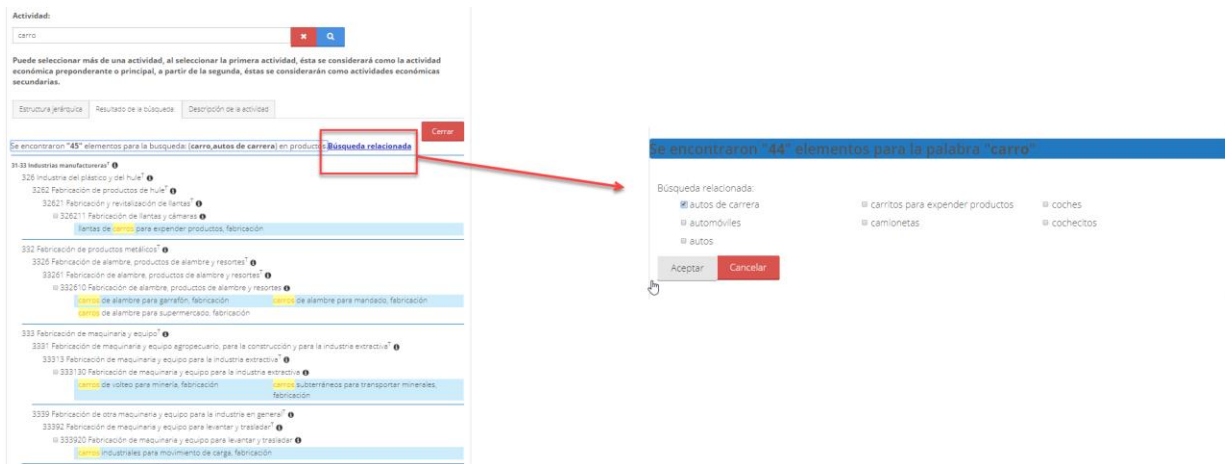 Actividad:
carro
Puede seleccionar más de una actividad, al seleccionar la primera actividad, ésta se considerará como la actividad
económica preponderante o principal, a partir de la segunda, éstas se considerarán como actividades económicas
secundarias.
Estructura jerárquica Resultado de la búsqueda Descripción de la actividad
Cerrar
Se encontraron "45" elementos para la busqueda: (carro,autos de carrera) en productos. Búsqueda relacionada
31-33 Industrias manufactureras T
326 Industria del plástico y del hule T
3262 Fabricación de productos de hule T
32621 Fabricación y revitalización de llantas T
326211 Fabricación de llantas y cámaras
llantas de carros para expender productos, fabricación
332 Fabricación de productos metálicos T
3326 Fabricación de alambre, productos de alambre y resortes T
33261 Fabricación de alambre, productos de alambre y resortes T
332610 Fabricación de alambre, productos de alambre y resortes
carros de alambre para garrafón, fabricación carros de alambre para mandado, fabricación
carros de alambre para supermercado, fabricación
333 Fabricación de maquinaria y equipo T
3331 Fabricación de maquinaria y equipo agropecuario, para la construcción y para la industria extractiva T
33313 Fabricación de maquinaria y equipo para la industria extractiva T
333130 Fabricación de maquinaria y equipo para la industria extractiva
carros de volteo para minería, fabricación carros subterráneos para transportar minerales,
fabricación
3339 Fabricación de otra maquinaria y equipo para la industria en general T
33392 Fabricación de maquinaria y equipo para levantar y trasladar T
333920 Fabricación de maquinaria y equipo para levantar y trasladar
carros industriales para movimiento de carga, fabricación
Se encontraron "44" elementos para la palabra "carro"
Búsqueda relacionada:
autos de carrera carritos para expender productos coches
automóviles camionetas cochecitos
autos
Aceptar Cancelar